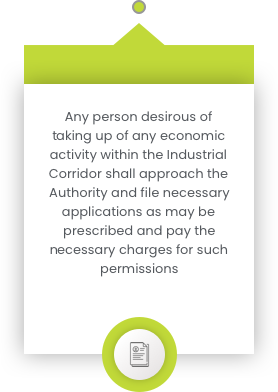 Any person desirous of
taking up of any economic
activity within the Industrial
Corridor shall approach the
Authority and file necessary
applications as may be
prescribed and pay the
necessary charges for such
permissions